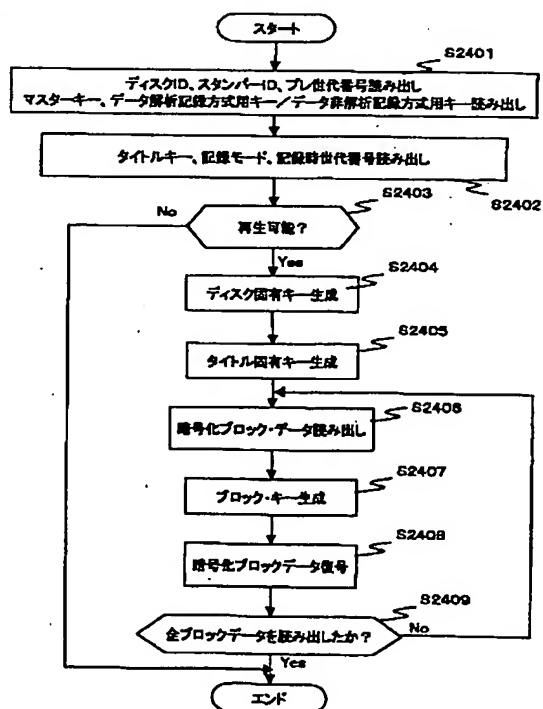 スタート
S2401
ディスクID、スタンパーID、プレ世代番号読み出し
マスターキー、データ解析記録方式用キー／データ非解析記録方式用キー読み出し
タイトルキー、記録モード、記録時世代番号読み出し
S2402
S2403
No
再生可能？
Yes
S2404
ディスク固有キー生成
S2405
タイトル固有キー生成
S2406
暗号化ブロック・データ読み出し
S2407
ブロック・キー生成
S2408
暗号化ブロックデータ復号
S2409
全ブロックデータを読み出したか？
No
Yes
エンド